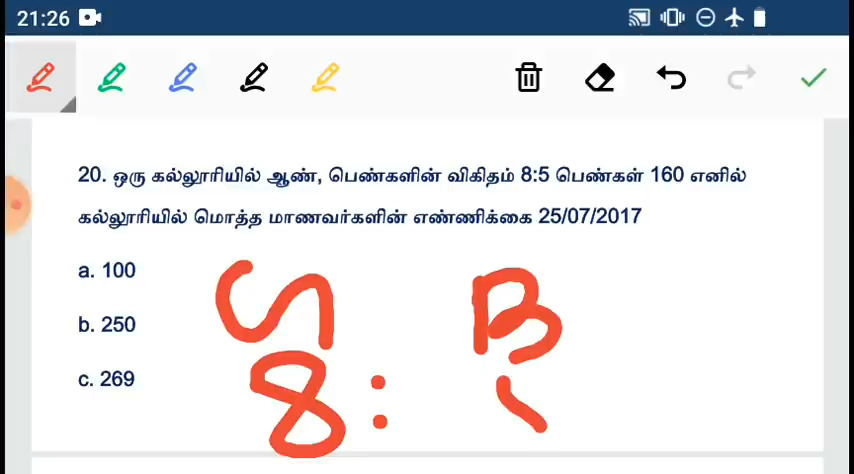 21:26
20. ஒரு கல்லூரியில் ஆண், பெண்களின் விகிதம் 8:5 பெண்கள் 160 எனில்
கல்லூரியில் மொத்த மாணவர்களின் எண்ணிக்கை 25/07/2017
a. 100
b. 250
c. 269
B
8 :